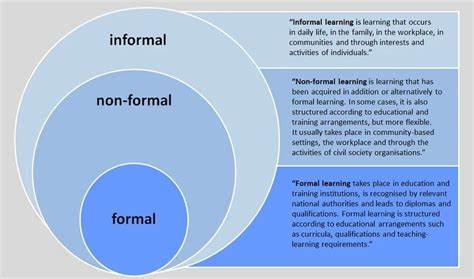 informal
non-formal
formal
“Informal learning is learning that occurs
in daily life, in the family, in the workplace, in
communities and through interests and
activities of individuals.”
“Non-formal learning is learning that has
been acquired in addition or alternatively to
formal learning. In some cases, it is also
structured according to educational and
training arrangements, but more flexible.
It usually takes place in community-based
settings, the workplace and through the
activities of civil society organisations.”
“Formal learning takes place in education and
training institutions, is recognised by relevant
national authorities and leads to diplomas and
qualifications. Formal learning is structured
according to educational arrangements such
as curricula, qualifications and teaching-
learning requirements.”